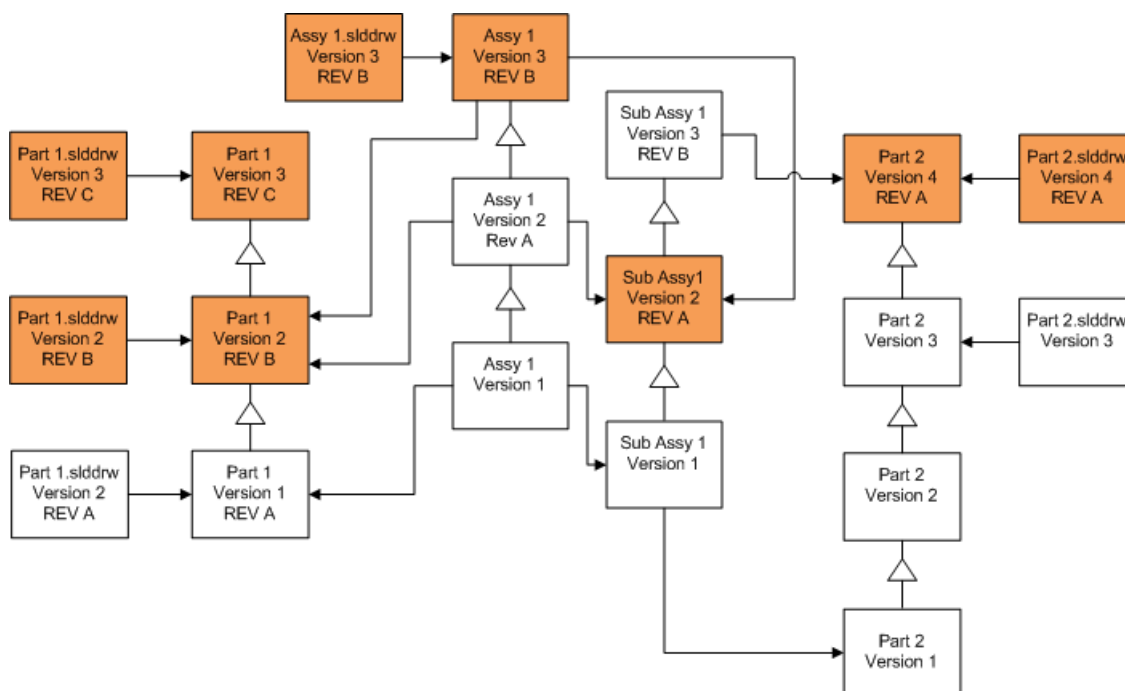 Assy 1.slddrw
Version 3
REV B
Assy 1
Version 3
REV B
Sub Assy 1
Version 3
REV B
Part 1.slddrw
Version 3
REV C
Part 1
Version 3
REV C
Part 2
Version 4
REV A
Part 2.slddrw
Version 4
REV A
Assy 1
Version 2
Rev A
Sub Assy1
Version 2
REV A
Part 1.slddrw
Version 2
REV B
Part 1
Version 2
REV B
Part 2
Version 3
Part 2.slddrw
Version 3
Assy 1
Version 1
Sub Assy 1
Version 1
Part 1.slddrw
Version 2
REV A
Part 1
Version 1
REV A
Part 2
Version 2
Part 2
Version 1